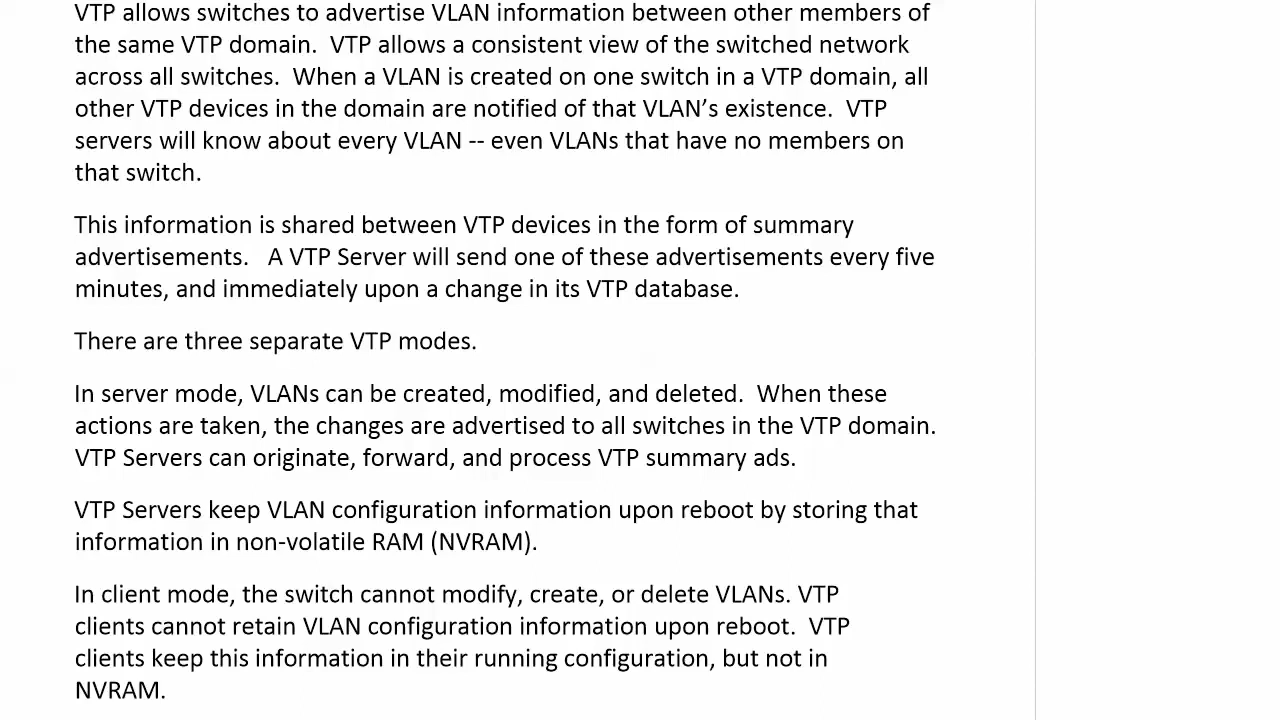 VTP allows switches to advertise VLAN information between other members of
the same VTP domain.  VTP allows a consistent view of the switched network
across all switches.  When a VLAN is created on one switch in a VTP domain, all
other VTP devices in the domain are notified of that VLAN’s existence.  VTP
servers will know about every VLAN -- even VLANs that have no members on
that switch.
This information is shared between VTP devices in the form of summary
advertisements.   A VTP Server will send one of these advertisements every five
minutes, and immediately upon a change in its VTP database.
There are three separate VTP modes.
In server mode, VLANs can be created, modified, and deleted.  When these
actions are taken, the changes are advertised to all switches in the VTP domain.
VTP Servers can originate, forward, and process VTP summary ads.
VTP Servers keep VLAN configuration information upon reboot by storing that
information in non-volatile RAM (NVRAM).
In client mode, the switch cannot modify, create, or delete VLANs. VTP
clients cannot retain VLAN configuration information upon reboot.  VTP
clients keep this information in their running configuration, but not in
NVRAM.